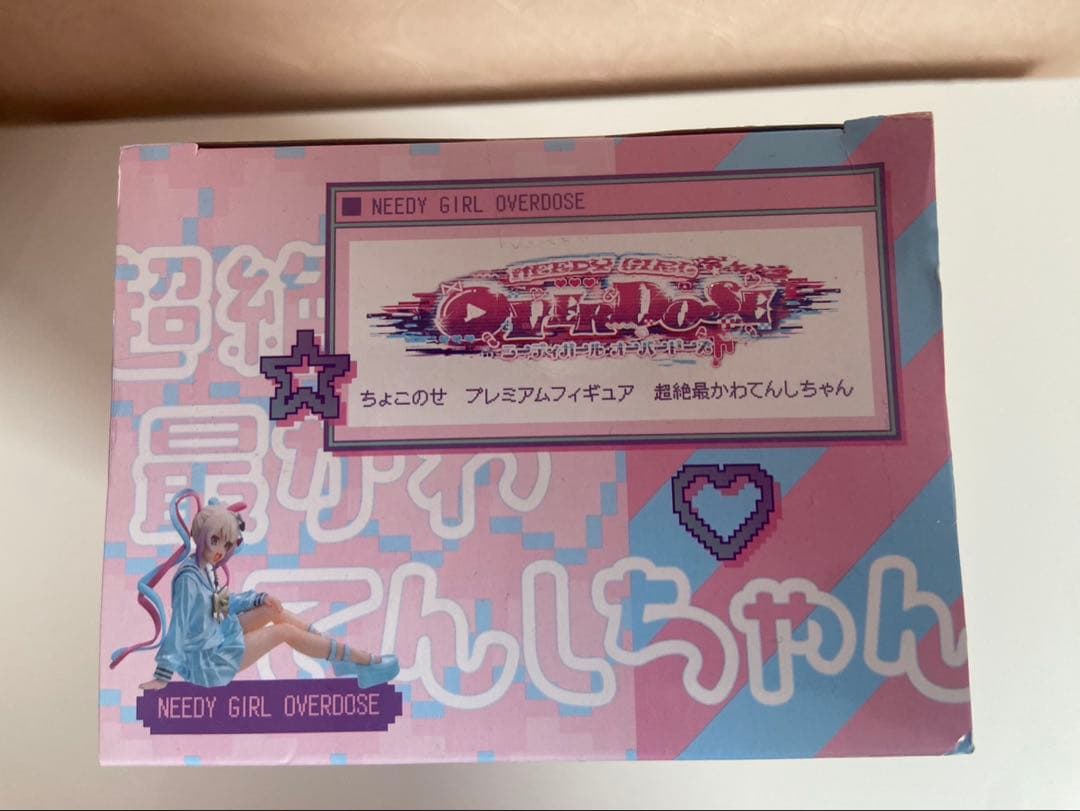 NEEDY GIRL OVERDOSE
NEEDY GIRL
OVERDOSE
ニーディガールオーバードーズ
ちょこのせ プレミアムフィギュア 超絶最かわてんしちゃん
超絶
最かわ
てんしちゃん
NEEDY GIRL OVERDOSE